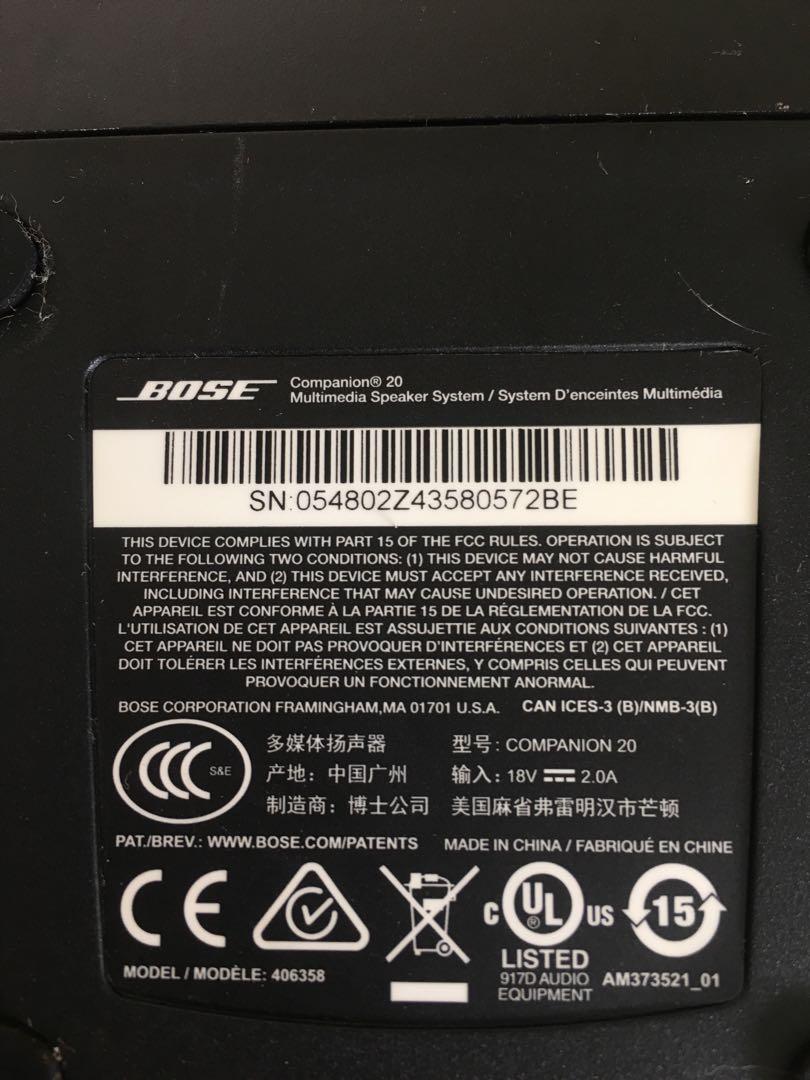 BOSE
Companion® 20
Multimedia Speaker System / System D'enceintes Multimédia
SN:054802Z43580572BE
THIS DEVICE COMPLIES WITH PART 15 OF THE FCC RULES. OPERATION IS SUBJECT
TO THE FOLLOWING TWO CONDITIONS: (1) THIS DEVICE MAY NOT CAUSE HARMFUL
INTERFERENCE, AND (2) THIS DEVICE MUST ACCEPT ANY INTERFERENCE RECEIVED,
INCLUDING INTERFERENCE THAT MAY CAUSE UNDESIRED OPERATION. / CET
APPAREIL EST CONFORME À LA PARTIE 15 DE LA RÉGLEMENTATION DE LA FCC.
L'UTILISATION DE CET APPAREIL EST ASSUJETTIE AUX CONDITIONS SUIVANTES : (1)
CET APPAREIL NE DOIT PAS PROVOQUER D'INTERFÉRENCES ET (2) CET APPAREIL
DOIT TOLÉRER LES INTERFÉRENCES EXTERNES, Y COMPRIS CELLES QUI PEUVENT
PROVOQUER UN FONCTIONNEMENT ANORMAL.
BOSE CORPORATION FRAMINGHAM,MA 01701 U.S.A. CAN ICES-3 (B)/NMB-3(B)
CCC S&E
多媒体扬声器 型号: COMPANION 20
产地: 中国广州 输入: 18V 2.0A
制造商: 博士公司 美国麻省弗雷明汉市芒顿
PAT./BREV.: WWW.BOSE.COM/PATENTS MADE IN CHINA / FABRIQUÉ EN CHINE
CE C UL ® US 15
LISTED
917D AUDIO
EQUIPMENT
MODEL / MODÈLE: 406358 AM373521_01